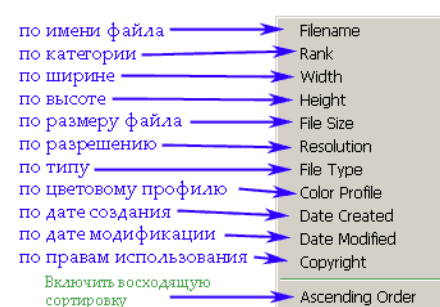 по имени файла Filename
по категории Rank
по ширине Width
по высоте Height
по размеру файла File Size
по разрешению Resolution
по типу File Type
по цветовому профилю Color Profile
по дате создания Date Created
по дате модификации Date Modified
по правам использования Copyright
Включить восходящую
сортировку Ascending Order